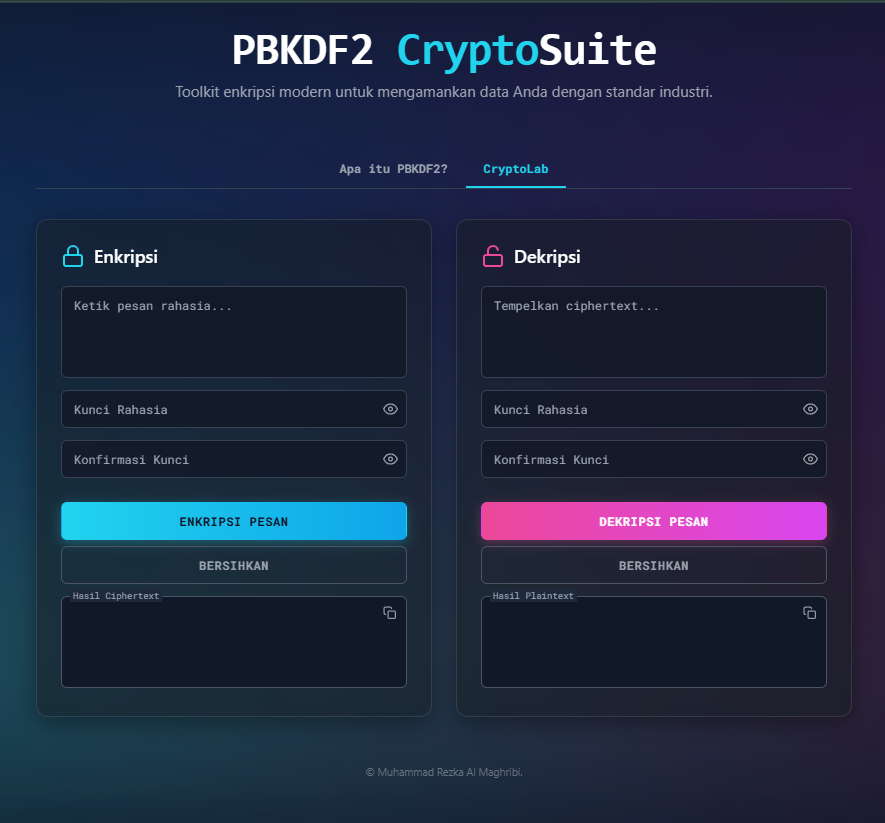 PBKDF2 CryptoSuite
Toolkit enkripsi modern untuk mengamankan data Anda dengan standar industri.
Apa itu PBKDF2?
CryptoLab
Enkripsi
Ketik pesan rahasia...
Kunci Rahasia
Konfirmasi Kunci
ENKRIPSI PESAN
BERSIHKAN
Hasil Ciphertext
Dekripsi
Tempelkan ciphertext...
Kunci Rahasia
Konfirmasi Kunci
DEKRIPSI PESAN
BERSIHKAN
Hasil Plaintext
© Muhammad Rezka Al Maghribi.